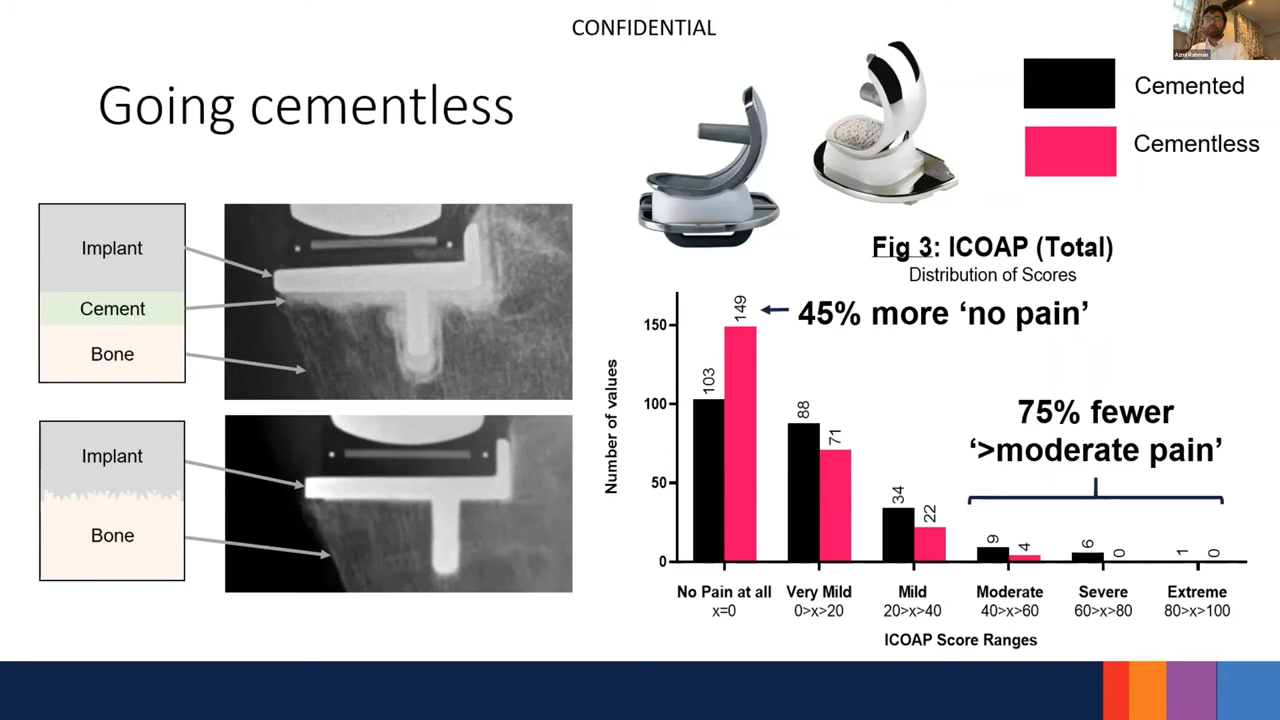 CONFIDENTIAL
Azmi Rahman
Going cementless
Cemented
Cementless
Implant
Cement
Bone
Implant
Bone
Fig 3: ICOAP (Total)
Distribution of Scores
45% more ‘no pain’
75% fewer
‘>moderate pain’
Number of values
150
100
50
0
103
149
88
71
34
22
9
4
6
0
1
0
No Pain at all
x=0
Very Mild
0>x>20
Mild
20>x>40
Moderate
40>x>60
Severe
60>x>80
Extreme
80>x>100
ICOAP Score Ranges